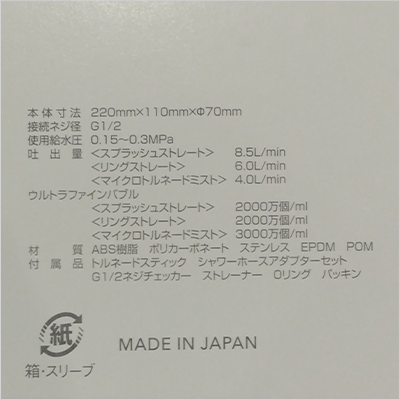 本体寸法 220mm×110mm×Φ70mm
接続ネジ径 G1/2
使用給水圧 0.15~0.3MPa
吐出量 <スプラッシュストレート> 8.5L/min
<リングストレート> 6.0L/min
<マイクロトルネードミスト> 4.0L/min
ウルトラファインバブル
<スプラッシュストレート> 2000万個/ml
<リングストレート> 2000万個/ml
<マイクロトルネードミスト> 3000万個/ml
材質 ABS樹脂 ポリカーボネート ステンレス EPDM POM
付属品 トルネードスティック シャワーホースアダプターセット
G1/2ネジチェッカー ストレーナー Oリング パッキン
紙
箱・スリーブ
MADE IN JAPAN